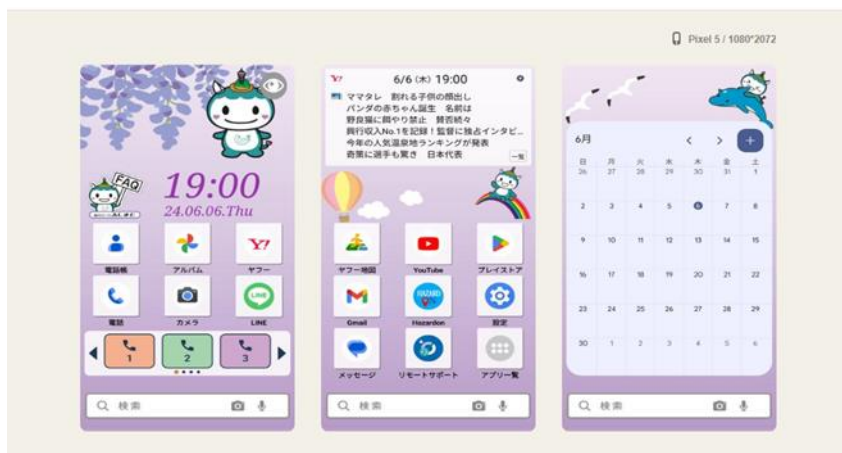 Pixel 5 / 1080*2072
FAQ
19:00
24.06.06.Thu
電話帳
アルバム
ヤフー
電話
カメラ
LINE
LINE
1
2
3
検索
Y!
6/6 (木) 19:00
ママタレ 割れる子供の顔出し
パンダの赤ちゃん誕生 名前は
野良猫に餌やり禁止 賛否続々
興行収入No.1を記録!監督に独占インタビ...
今年の人気温泉地ランキングが発表
奇策に選手も驚き 日本代表
一覧
ヤフー地図
YouTube
プレイストア
HAZARD
Gmail
Hazardon
設定
メッセージ
リモートサポート
アプリ一覧
検索
6月
日 月 火 水 木 金 土
26 27 28 29 30 31 1
2 3 4 5 6 7 8
9 10 11 12 13 14 15
16 17 18 19 20 21 22
23 24 25 26 27 28 29
30 1 2 3 4 5 6
検索